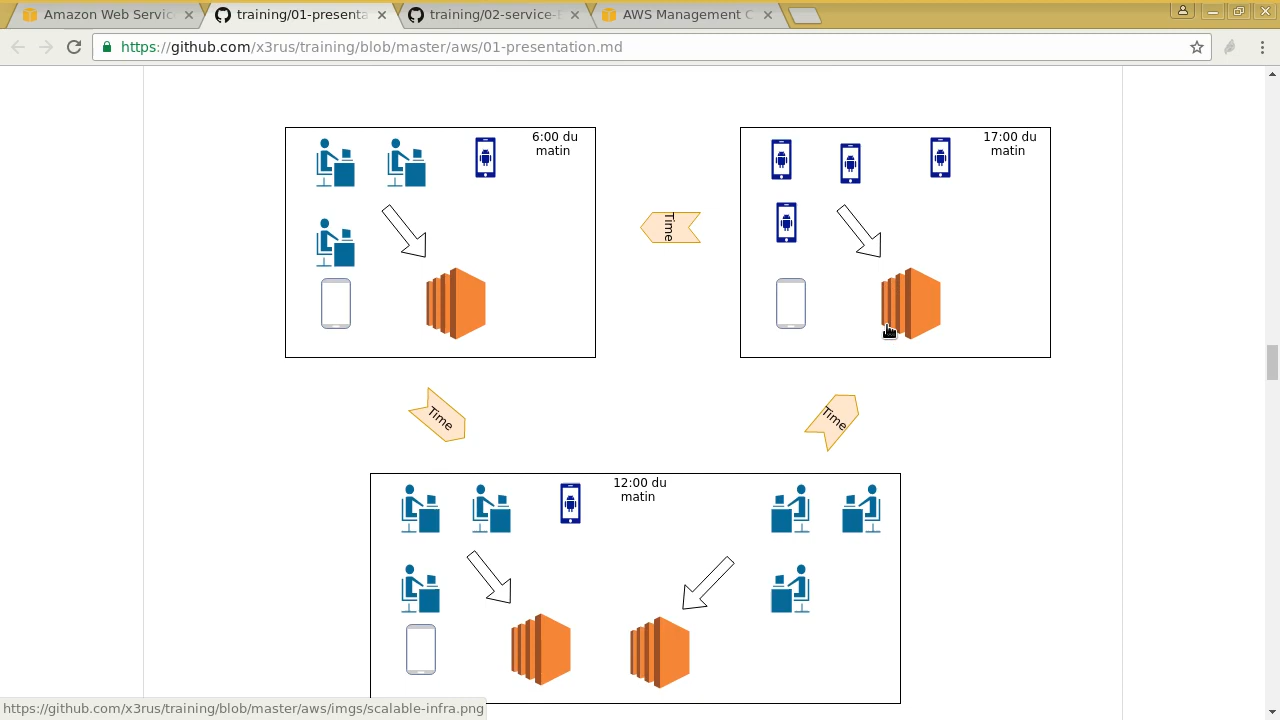 Amazon Web Servic
training/01-presenta
training/02-service-E
AWS Management C
https://github.com/x3rus/training/blob/master/aws/01-presentation.md
6:00 du
matin
17:00 du
matin
Time
Time
Time
12:00 du
matin
https://github.com/x3rus/training/blob/master/aws/imgs/scalable-infra.png